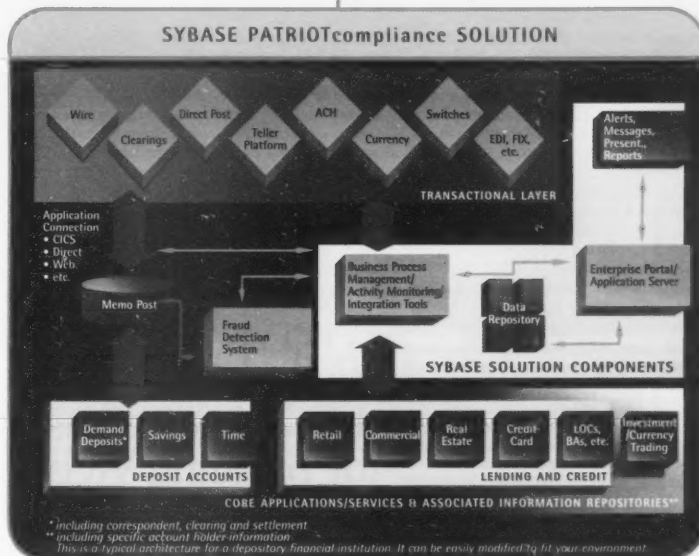 SYBASE PATRIOTcompliance SOLUTION
Wire
Clearings
Direct Post
Teller
Platform
ACH
Currency
Switches
EDI, FIX,
etc.
TRANSACTIONAL LAYER
Alerts,
Messages,
Present.,
Reports
Application
Connection
• CICS
• Direct
• Web.
• etc.
Memo Post
Fraud
Detection
System
Business Process
Management/
Activity Monitoring/
Integration Tools
Data
Repository
Enterprise Portal/
Application Server
SYBASE SOLUTION COMPONENTS
Demand
Deposits*
Savings
Time
DEPOSIT ACCOUNTS
Retail
Commercial
Real
Estate
Credit
Card
LOCs,
BAs, etc.
Investment
/Currency
Trading
LENDING AND CREDIT
CORE APPLICATIONS/SERVICES & ASSOCIATED INFORMATION REPOSITORIES**
* including correspondent, clearing and settlement
** including specific account holder information
This is a typical architecture for a depository financial institution. It can be easily modified to fit your environment.